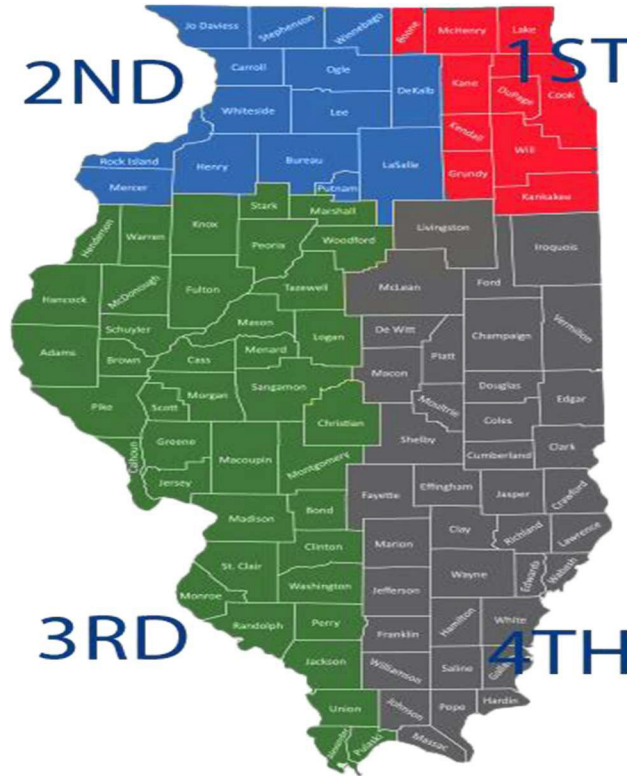 Jo Daviess
Stephenson
Winnebago
Boone
McHenry
Lake
1ST
2ND
Carroll
Ogle
DeKalb
Kane
DuPage
Cook
Whiteside
Lee
Kendall
Will
Rock Island
Henry
Bureau
LaSalle
Grundy
Mercer
Putnam
Kankakee
Stark
Marshall
Henderson
Warren
Knox
Peoria
Woodford
Livingston
Iroquois
Hancock
McDonough
Fulton
Tazewell
McLean
Ford
Schuyler
Mason
Logan
De Witt
Champaign
Vermilion
Adams
Brown
Cass
Menard
Piatt
Macon
Pike
Scott
Morgan
Sangamon
Christian
Moultrie
Douglas
Edgar
Coles
Greene
Shelby
Calhoun
Macoupin
Montgomery
Cumberland
Clark
Jersey
Fayette
Effingham
Jasper
Crawford
Madison
Bond
Clay
Richland
Lawrence
Clinton
Marion
St. Clair
Wayne
Edwards
Wabash
Washington
Jefferson
Monroe
3RD
Randolph
Perry
Franklin
Hamilton
White
4TH
Jackson
Williamson
Saline
Union
Johnson
Pope
Hardin
Alexander
Pulaski
Massac